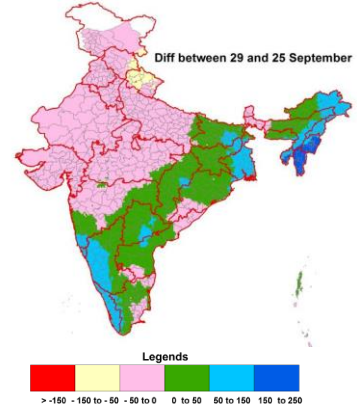 Diff between 29 and 25 September
Legends
> -150 - 150 to - 50 - 50 to 0 0 to 50 50 to 150 150 to 250